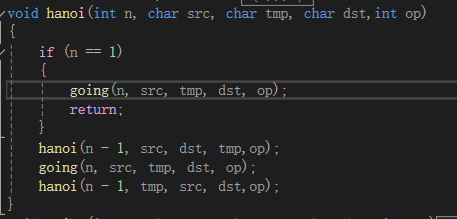 void hanoi(int n, char src, char tmp, char dst,int op)
{
if (n == 1)
{
going(n, src, tmp, dst, op);
return;
}
hanoi(n - 1, src, dst, tmp,op);
going(n, src, tmp, dst, op);
hanoi(n - 1, tmp, src, dst,op);
}